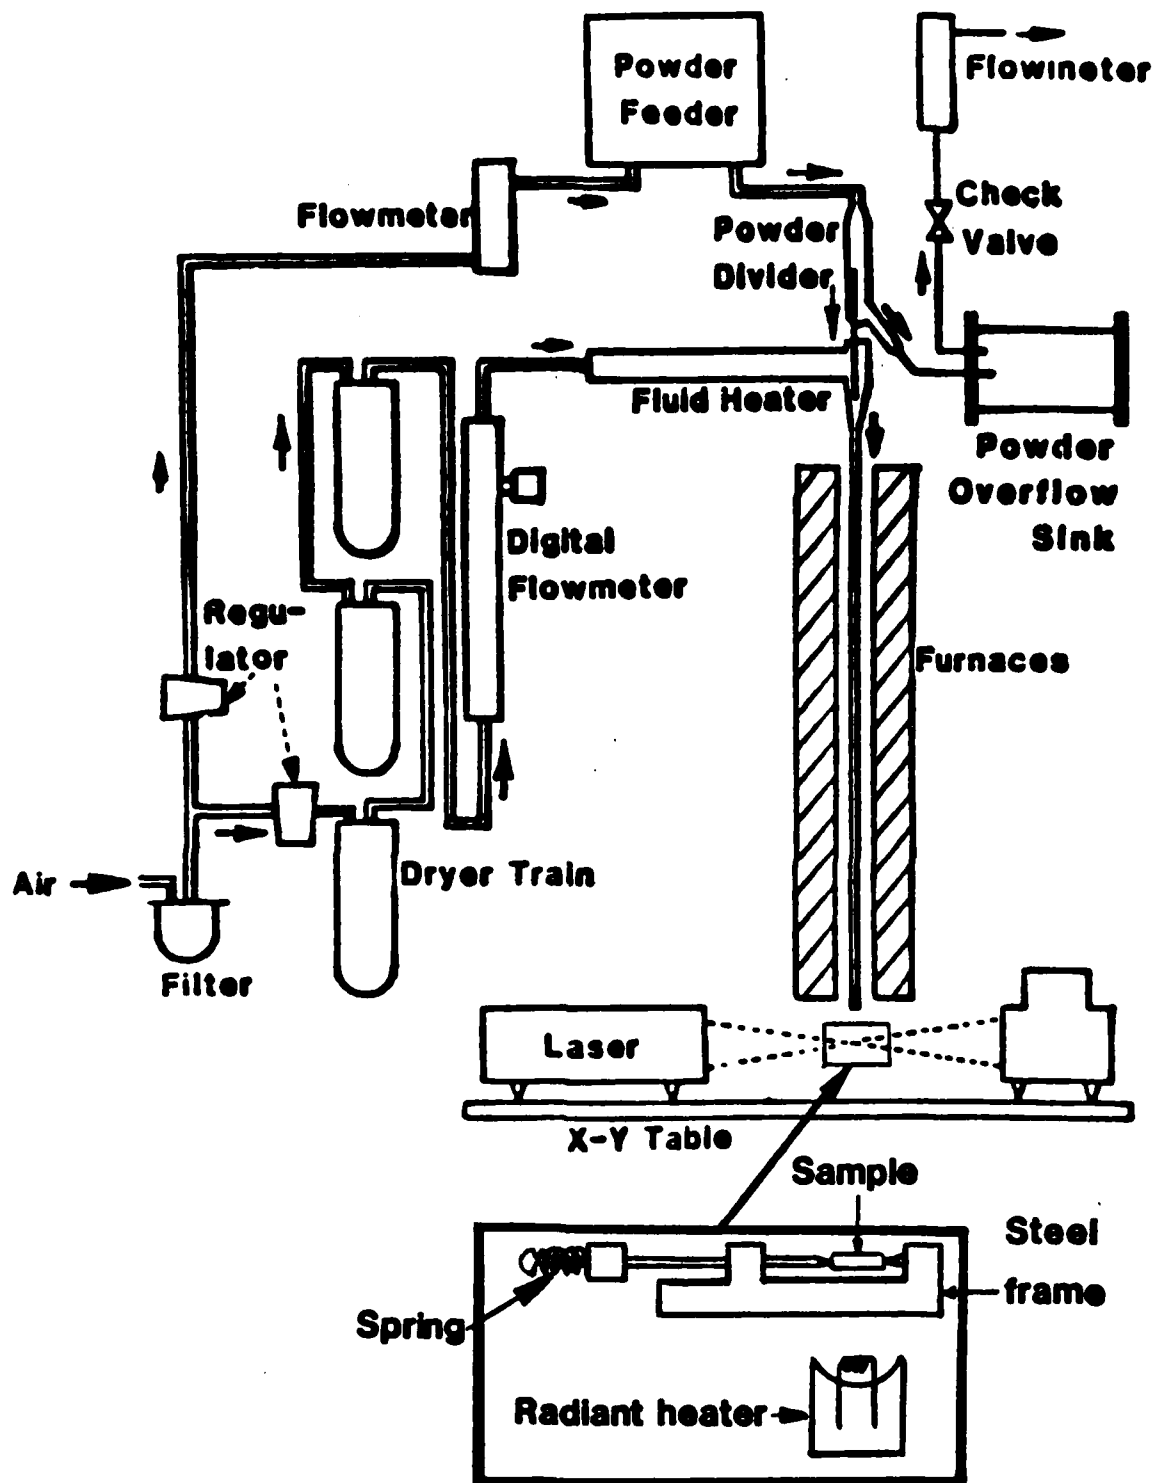 Powder
Feeder
Flowmeter
Flowmeter
Check
Valve
Powder
Divider
Fluid Heater
Powder
Overflow
Sink
Digital
Flowmeter
Regu-
lator
Furnaces
Dryer Train
Air
Filter
Laser
X-Y Table
Sample
Steel
frame
Spring
Radiant heater